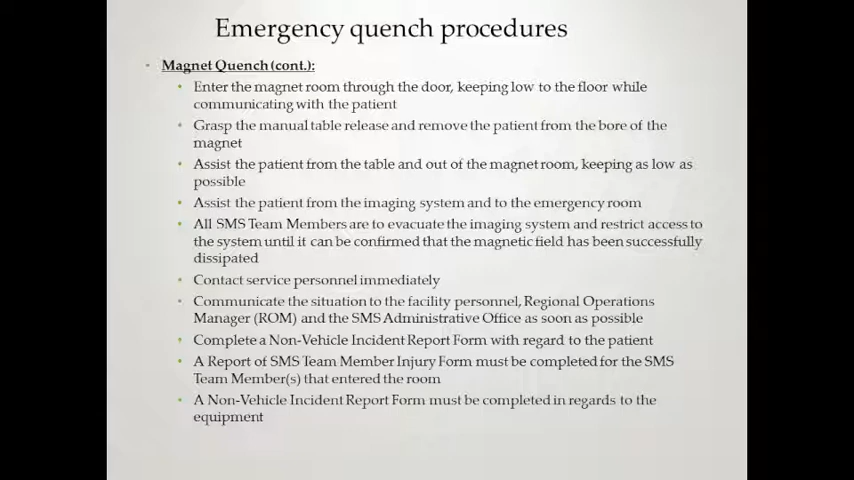 Emergency quench procedures
• Magnet Quench (cont.):
• Enter the magnet room through the door, keeping low to the floor while
communicating with the patient
• Grasp the manual table release and remove the patient from the bore of the
magnet
• Assist the patient from the table and out of the magnet room, keeping as low as
possible
• Assist the patient from the imaging system and to the emergency room
• All SMS Team Members are to evacuate the imaging system and restrict access to
the system until it can be confirmed that the magnetic field has been successfully
dissipated
• Contact service personnel immediately
• Communicate the situation to the facility personnel, Regional Operations
Manager (ROM) and the SMS Administrative Office as soon as possible
• Complete a Non-Vehicle Incident Report Form with regard to the patient
• A Report of SMS Team Member Injury Form must be completed for the SMS
Team Member(s) that entered the room
• A Non-Vehicle Incident Report Form must be completed in regards to the
equipment